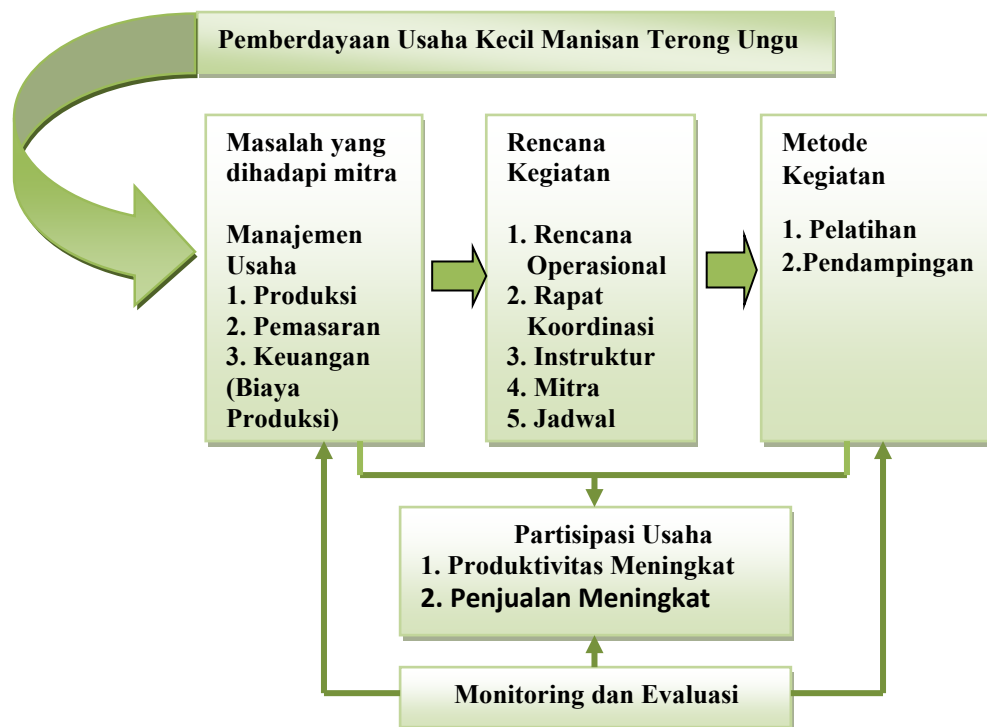 Pemberdayaan Usaha Kecil Manisan Terong Ungu
Masalah yang
dihadapi mitra
Manajemen
Usaha
1. Produksi
2. Pemasaran
3. Keuangan
(Biaya
Produksi)
Rencana
Kegiatan
1. Rencana
Operasional
2. Rapat
Koordinasi
3. Instruktur
4. Mitra
5. Jadwal
Metode
Kegiatan
1. Pelatihan
2.Pendampingan
Partisipasi Usaha
1. Produktivitas Meningkat
2. Penjualan Meningkat
Monitoring dan Evaluasi